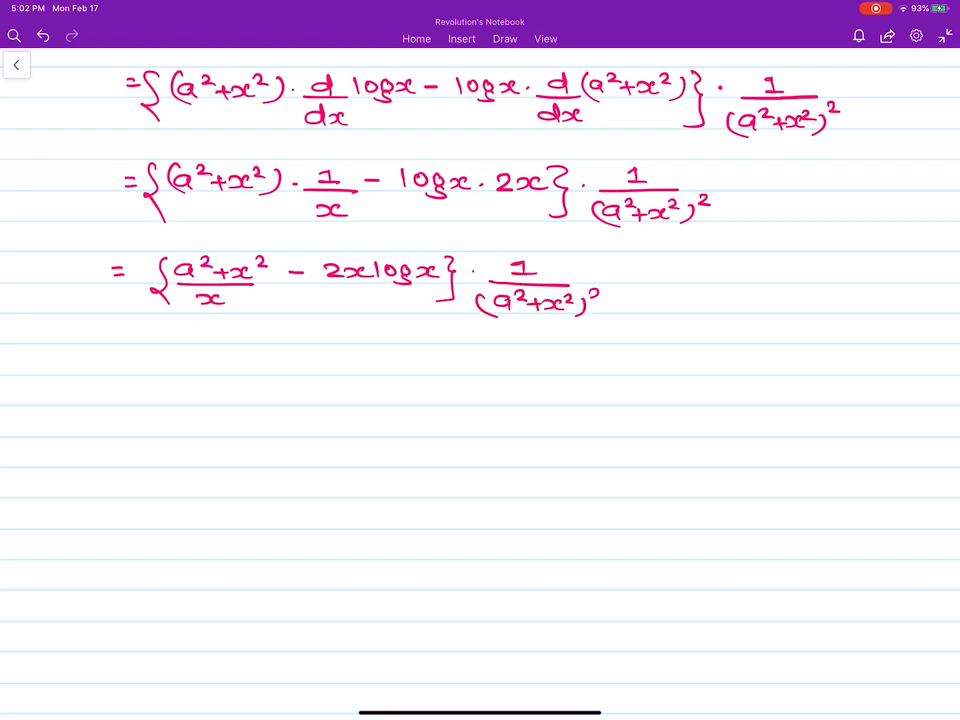 5:02 PM Mon Feb 17 93%
Revolution's Notebook
Home Insert Draw View
={(a²+x²)· d/dx logx − logx· d/dx (a²+x²)} · 1/(a²+x²)²
={(a²+x²)· 1/x − logx · 2x} · 1/(a²+x²)²
= {(a²+x²)/x − 2xlogx} · 1/(a²+x²)²